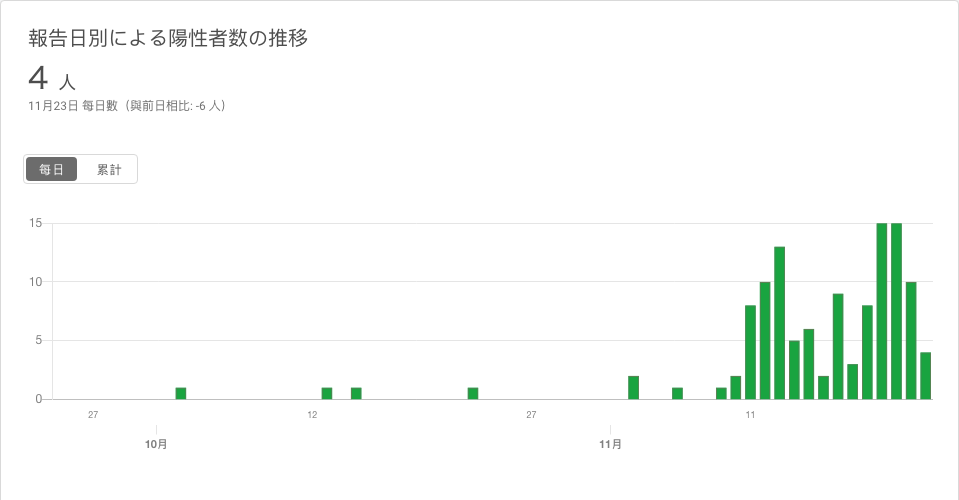 報告日別による陽性者数の推移
4 人
11月23日 毎日數（與前日相比: -6 人）
每日 累計
15
10
5
0
27 12 27 11
10月 11月